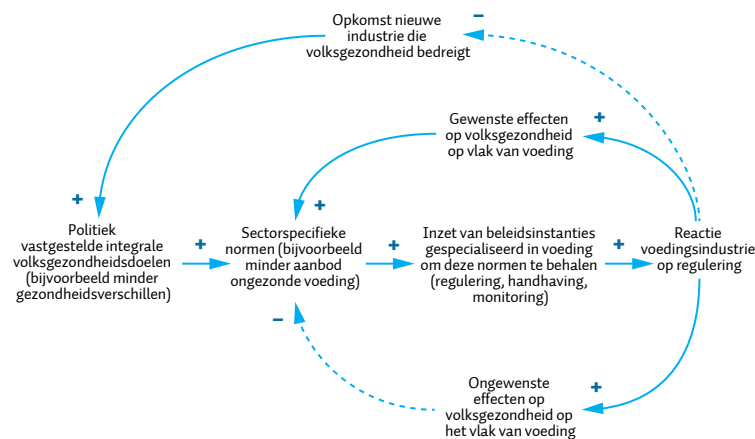 Opkomst nieuwe
industrie die
volksgezondheid bedreigt
–
Gewenste effecten
op volksgezondheid
op vlak van voeding
+
+
Politiek
vastgestelde integrale
volksgezondheidsdoelen
(bijvoorbeeld minder
gezondheidsverschillen)
+
+
Sectorspecifieke
normen (bijvoorbeeld
minder aanbod
ongezonde voeding)
+
Inzet van beleidsinstanties
gespecialiseerd in voeding
om deze normen te behalen
(regulering, handhaving,
monitoring)
+
Reactie
voedingsindustrie
op regulering
–
Ongewenste
effecten op
volksgezondheid op
het vlak van voeding
+